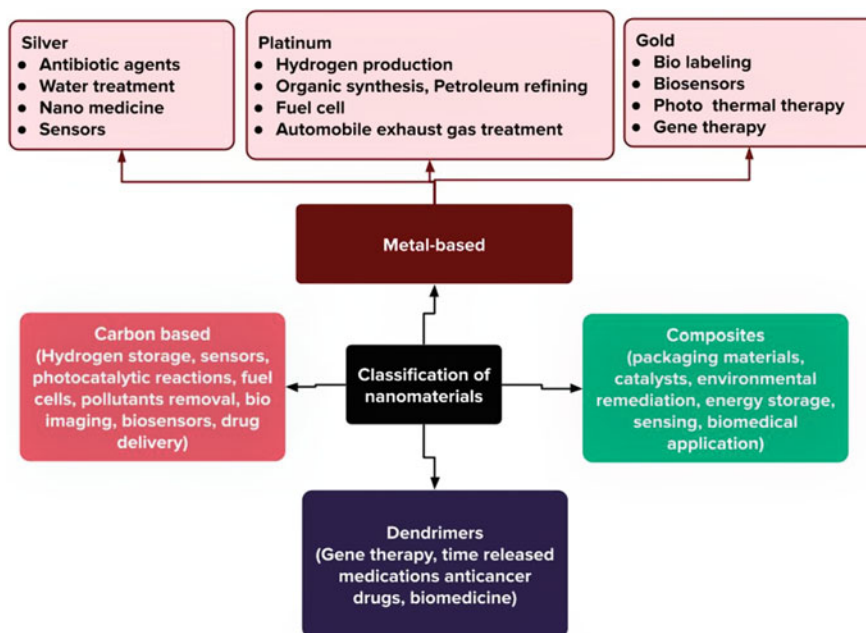 Silver
● Antibiotic agents
● Water treatment
● Nano medicine
● Sensors
Platinum
● Hydrogen production
● Organic synthesis, Petroleum refining
● Fuel cell
● Automobile exhaust gas treatment
Gold
● Bio labeling
● Biosensors
● Photo thermal therapy
● Gene therapy
Metal-based
Carbon based
(Hydrogen storage, sensors,
photocatalytic reactions, fuel
cells, pollutants removal, bio
imaging, biosensors, drug
delivery)
Classification of
nanomaterials
Composites
(packaging materials,
catalysts, environmental
remediation, energy storage,
sensing, biomedical
application)
Dendrimers
(Gene therapy, time released
medications anticancer
drugs, biomedicine)